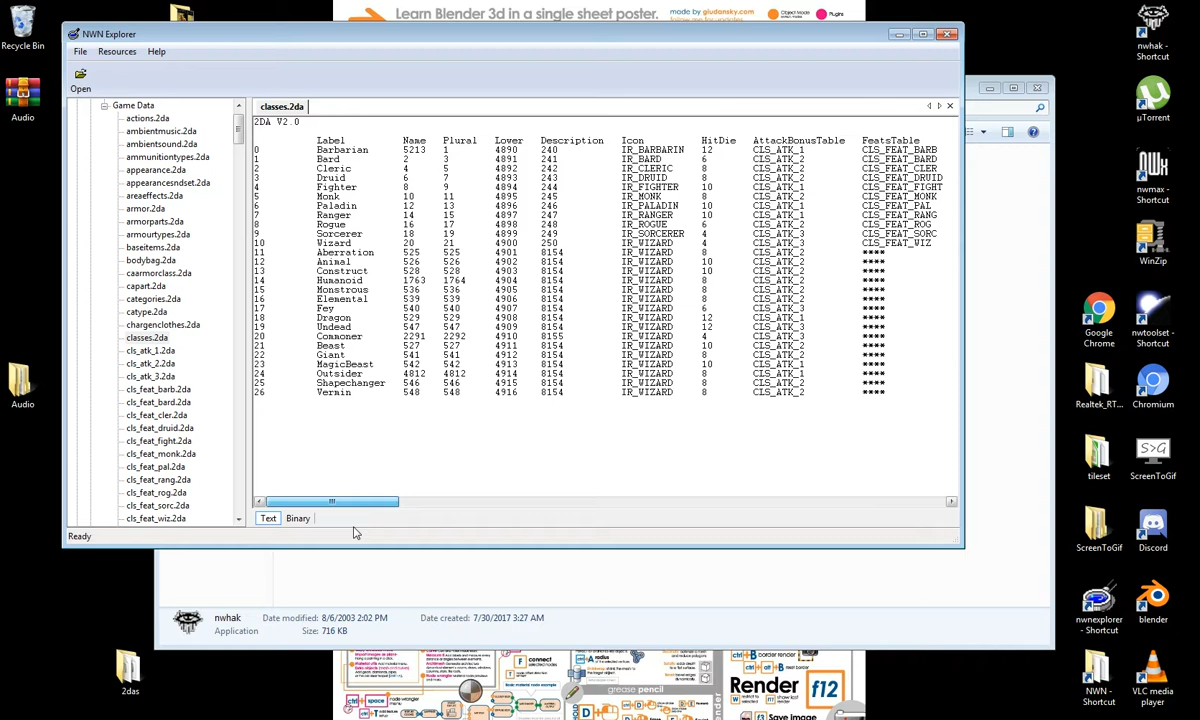 Learn Blender 3d in a single sheet poster.
made by giudansky.com
Plugins
Recycle Bin
Audio
Audio
2das
NWN Explorer
File Resources Help
Open
Game Data
actions.2da
ambientmusic.2da
ambientsound.2da
ammunitiontypes.2da
appearance.2da
appearancesndset.2da
areaeffects.2da
armor.2da
armorparts.2da
armourtypes.2da
baseitems.2da
bodybag.2da
caarmorclass.2da
capart.2da
categories.2da
catype.2da
chargenclothes.2da
classes.2da
cls_atk_1.2da
cls_atk_2.2da
cls_atk_3.2da
cls_feat_barb.2da
cls_feat_bard.2da
cls_feat_cler.2da
cls_feat_druid.2da
cls_feat_fight.2da
cls_feat_monk.2da
cls_feat_pal.2da
cls_feat_rang.2da
cls_feat_rog.2da
cls_feat_sorc.2da
cls_feat_wiz.2da
classes.2da
2DA V2.0
Label Name Plural Lower Description Icon HitDie AttackBonusTable FeatsTable
0 Barbarian 5213 1 4890 240 IR_BARBARIN 12 CLS_ATK_1 CLS_FEAT_BARB
1 Bard 2 3 4891 241 IR_BARD 6 CLS_ATK_2 CLS_FEAT_BARD
2 Cleric 4 5 4892 242 IR_CLERIC 8 CLS_ATK_2 CLS_FEAT_CLER
3 Druid 6 7 4893 243 IR_DRUID 8 CLS_ATK_2 CLS_FEAT_DRUID
4 Fighter 8 9 4894 244 IR_FIGHTER 10 CLS_ATK_1 CLS_FEAT_FIGHT
5 Monk 10 11 4895 245 IR_MONK 8 CLS_ATK_2 CLS_FEAT_MONK
6 Paladin 12 13 4896 246 IR_PALADIN 10 CLS_ATK_1 CLS_FEAT_PAL
7 Ranger 14 15 4897 247 IR_RANGER 10 CLS_ATK_1 CLS_FEAT_RANG
8 Rogue 16 17 4898 248 IR_ROGUE 6 CLS_ATK_2 CLS_FEAT_ROG
9 Sorcerer 18 19 4899 249 IR_SORCERER 4 CLS_ATK_3 CLS_FEAT_SORC
10 Wizard 20 21 4900 250 IR_WIZARD 4 CLS_ATK_3 CLS_FEAT_WIZ
11 Aberration 525 525 4901 8154 IR_WIZARD 8 CLS_ATK_2 ****
12 Animal 526 526 4902 8154 IR_WIZARD 10 CLS_ATK_2 ****
13 Construct 528 528 4903 8154 IR_WIZARD 10 CLS_ATK_2 ****
14 Humanoid 1763 1764 4904 8154 IR_WIZARD 8 CLS_ATK_2 ****
15 Monstrous 536 536 4905 8154 IR_WIZARD 8 CLS_ATK_2 ****
16 Elemental 539 539 4906 8154 IR_WIZARD 8 CLS_ATK_2 ****
17 Fey 540 540 4907 8154 IR_WIZARD 6 CLS_ATK_3 ****
18 Dragon 529 529 4908 8154 IR_WIZARD 12 CLS_ATK_1 ****
19 Undead 547 547 4909 8154 IR_WIZARD 12 CLS_ATK_3 ****
20 Commoner 2291 2292 4910 8155 IR_WIZARD 4 CLS_ATK_3 ****
21 Beast 527 527 4911 8154 IR_WIZARD 10 CLS_ATK_2 ****
22 Giant 541 541 4912 8154 IR_WIZARD 8 CLS_ATK_2 ****
23 MagicBeast 542 542 4913 8154 IR_WIZARD 10 CLS_ATK_1 ****
24 Outsider 4812 4812 4914 8154 IR_WIZARD 8 CLS_ATK_1 ****
25 Shapechanger 546 546 4915 8154 IR_WIZARD 8 CLS_ATK_2 ****
26 Vermin 548 548 4916 8154 IR_WIZARD 8 CLS_ATK_2 ****
Text Binary
Ready
nwhak Date modified: 8/6/2003 2:02 PM Date created: 7/30/2017 3:27 AM
Application Size: 716 KB
nwhak - Shortcut
µTorrent
nwmax - Shortcut
WinZip
Google Chrome
nwtoolset - Shortcut
Realtek_RT...
Chromium
tileset
ScreenToGif
ScreenToGif
Discord
nwnexplorer - Shortcut
blender
NWN - Shortcut
VLC media player
F connect
ctrl + B border render
grease pencil
Render f12
ctrl + space node wrangler
D
F3 Save Image